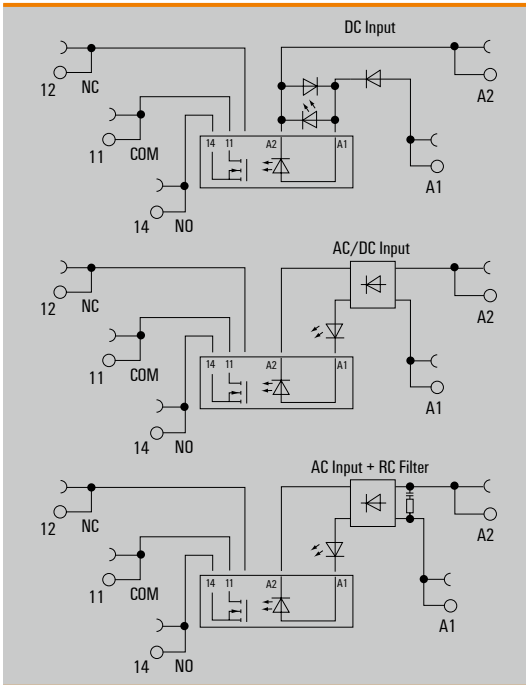 DC Input
12 NC
A2
11 COM
14 11 A2 A1
A1
14 NO
AC/DC Input
12 NC
A2
11 COM
14 11 A2 A1
A1
14 NO
AC Input + RC Filter
12 NC
A2
11 COM
14 11 A2 A1
A1
14 NO